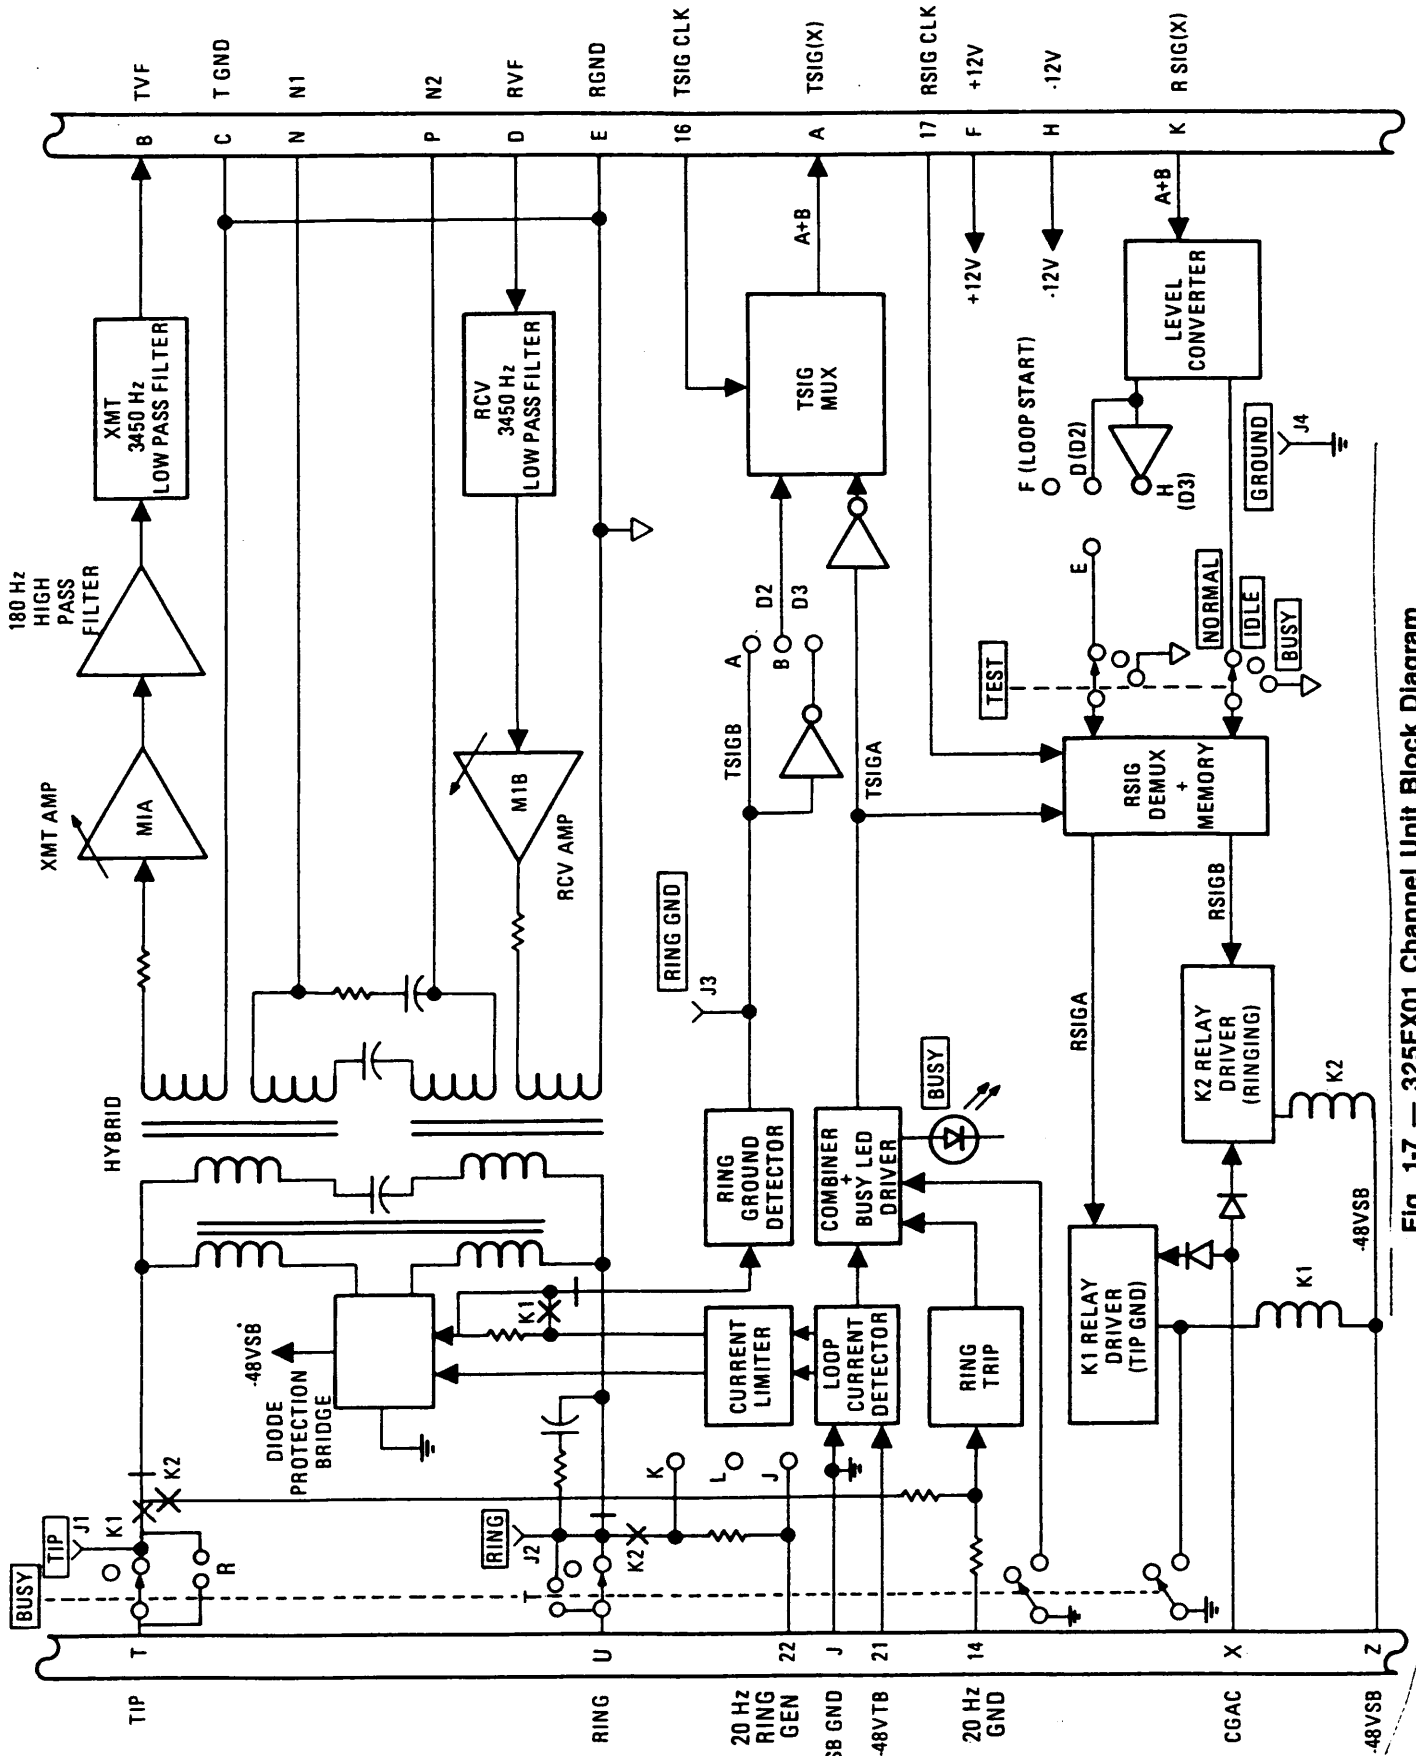 BUSY
TIP
J1
K1
K2
R
T
TIP
DIODE
PROTECTION
BRIDGE
-48VSB
HYBRID
XMT AMP
MIA
180 Hz
HIGH
PASS
FILTER
XMT
3450 Hz
LOW PASS FILTER
B
TVF
C
T GND
N
N1
P
N2
RCV
3450 Hz
LOW PASS FILTER
M1B
RCV AMP
D
RVF
E
RGND
RING
J2
T
K2
U
RING
K1
K
L
J
22
20 Hz
RING
GEN
J
SB GND
21
-48VTB
14
20 Hz
GND
CURRENT
LIMITER
LOOP
CURRENT
DETECTOR
RING
TRIP
RING
GROUND
DETECTOR
COMBINER
+
BUSY LED
DRIVER
BUSY
RING GND
J3
TSIGB
TSIGA
A
B
D2
D3
TSIG
MUX
A+B
16
TSIG CLK
A
TSIG(X)
17
RSIG CLK
F
+12V
+12V
H
-12V
-12V
K
R SIG(X)
A+B
LEVEL
CONVERTER
F (LOOP START)
D(D2)
H
(D3)
E
GROUND
J4
TEST
NORMAL
IDLE
BUSY
RSIG
DEMUX
+
MEMORY
RSIGA
RSIGB
K1 RELAY
DRIVER
(TIP GND)
K2 RELAY
DRIVER
(RINGING)
K1
K2
-48VSB
X
CGAC
Z
-48VSB
Fig. 1-7 — 325FX01 Channel Unit Block Diagram